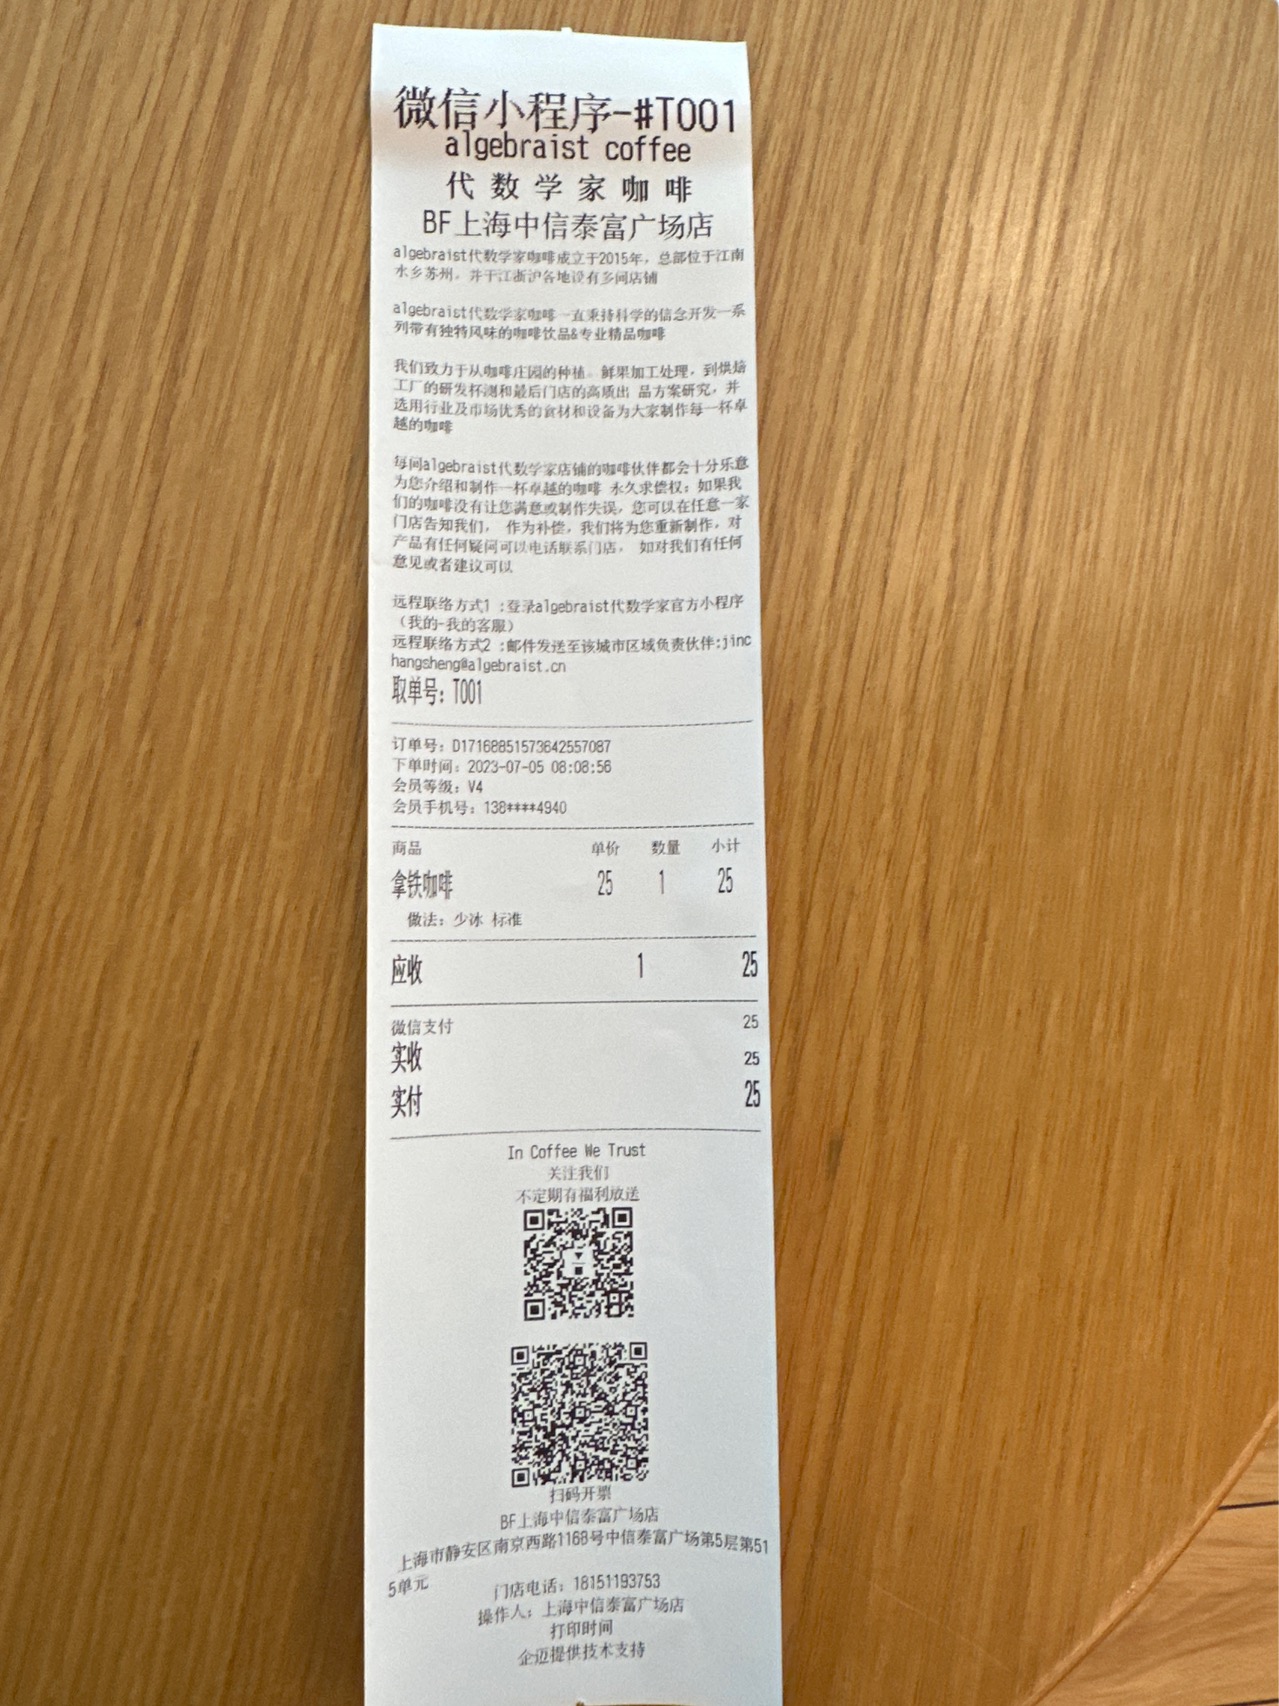 微信小程序-#T001
algebraist coffee
代数学家咖啡
BF上海中信泰富广场店
algebraist代数学家咖啡成立于2015年，总部位于江南
水乡苏州。并于江浙沪各地设有多间店铺
algebraist代数学家咖啡一直秉持科学的信念开发一系
列带有独特风味的咖啡饮品&专业精品咖啡
我们致力于从咖啡庄园的种植。鲜果加工处理，到烘焙
工厂的研发杯测和最后门店的高质出 品方案研究，并
选用行业及市场优秀的食材和设备为大家制作每一杯卓
越的咖啡
每间algebraist代数学家店铺的咖啡伙伴都会十分乐意
为您介绍和制作一杯卓越的咖啡 永久求偿权：如果我
们的咖啡没有让您满意或制作失误，您可以在任意一家
门店告知我们， 作为补偿，我们将为您重新制作，对
产品有任何疑问可以电话联系门店， 如对我们有任何
意见或者建议可以
远程联络方式1 :登录algebraist代数学家官方小程序
（我的-我的客服）
远程联络方式2 :邮件发送至该城市区域负责伙伴:jinc
hangsheng@algebraist.cn
取单号：T001
订单号：D17168851573642557087
下单时间：2023-07-05 08:08:56
会员等级：V4
会员手机号：138****4940
商品 单价 数量 小计
拿铁咖啡 25 1 25
做法：少冰 标准
应收 1 25
微信支付 25
实收 25
实付 25
In Coffee We Trust
关注我们
不定期有福利放送
扫码开票
BF上海中信泰富广场店
上海市静安区南京西路1168号中信泰富广场第5层第51
5单元
门店电话：18151193753
操作人：上海中信泰富广场店
打印时间
企迈提供技术支持